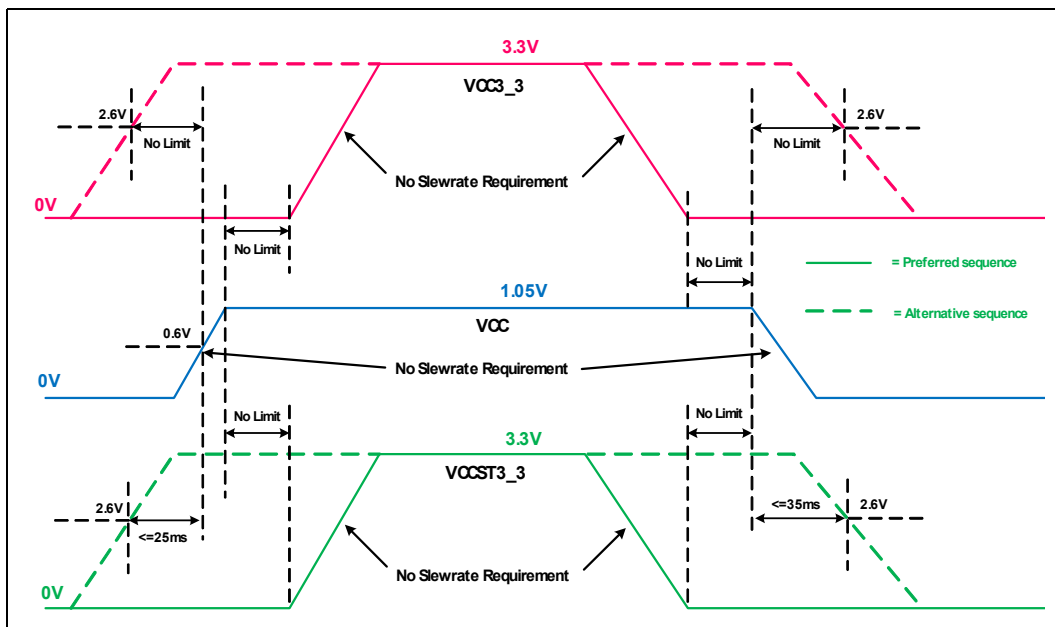 3.3V
VCC3_3
2.6V
No Limit
No Limit
2.6V
No Slewrate Requirement
0V
No Limit
No Limit
= Preferred sequence
1.05V
VCC
= Alternative sequence
0.6V
No Slewrate Requirement
0V
No Limit
No Limit
3.3V
VCCST3_3
2.6V
<=25ms
<=35ms
2.6V
No Slewrate Requirement
0V